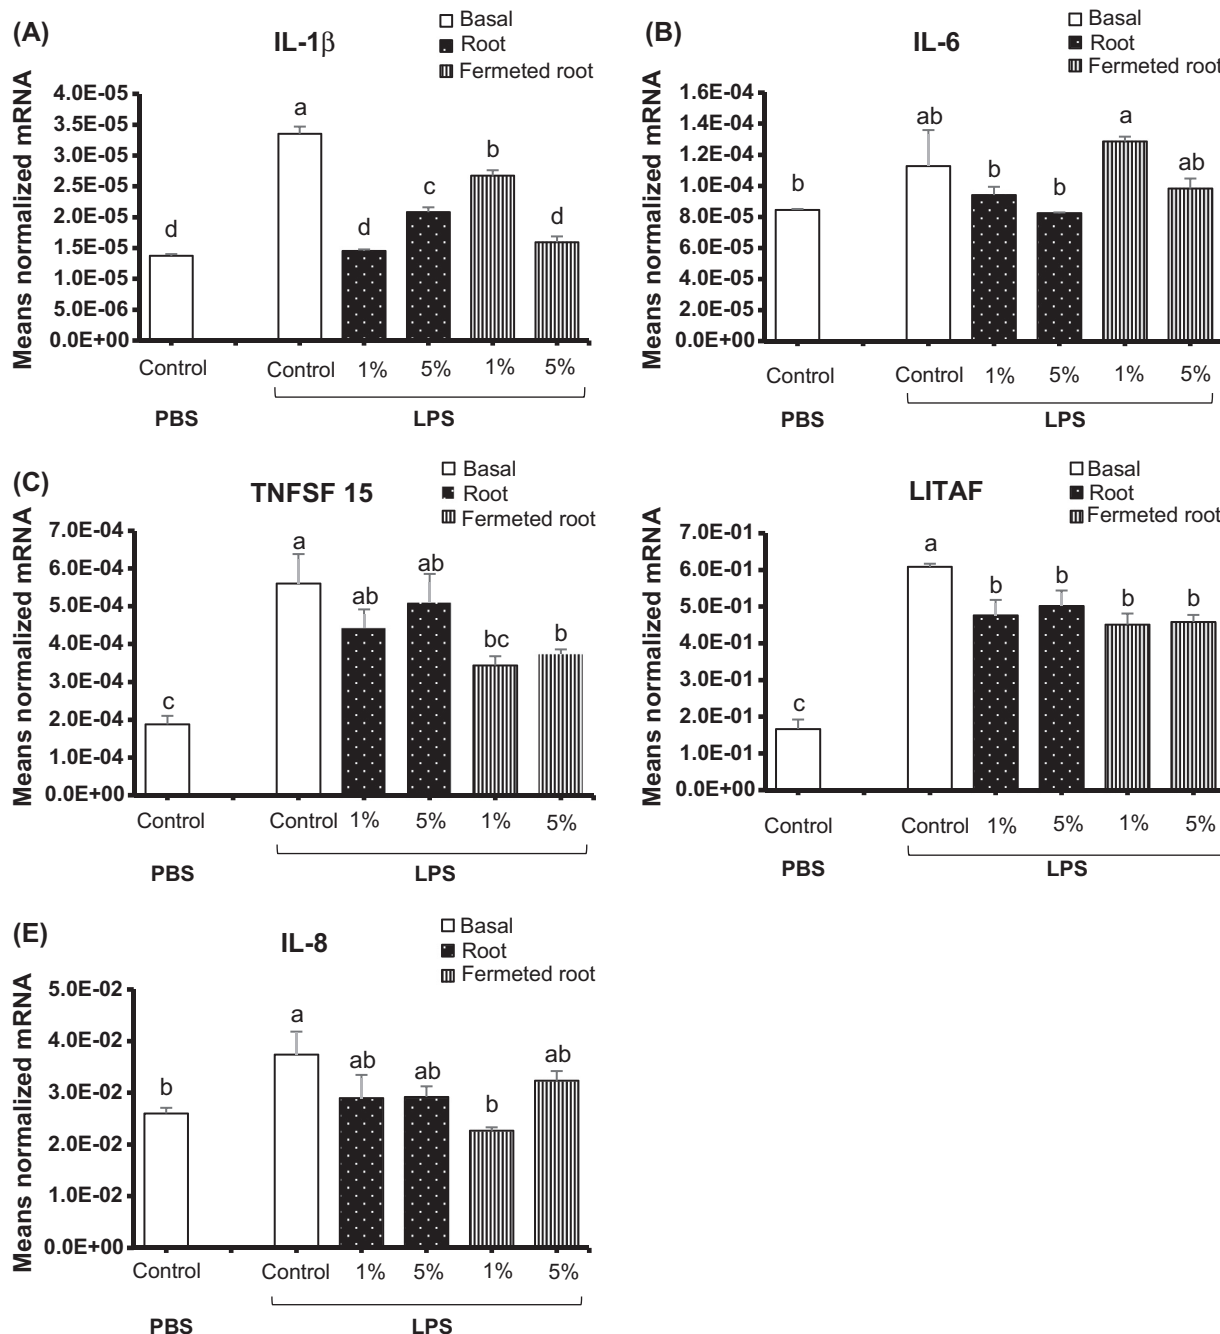 (A)
IL-1β
Basal
Root
Fermeted root
Means normalized mRNA
4.0E-05
3.5E-05
3.0E-05
2.5E-05
2.0E-05
1.5E-05
1.0E-05
5.0E-06
0.0E+00
d
a
d
c
b
d
Control
Control
1%
5%
1%
5%
PBS
LPS
(B)
IL-6
Basal
Root
Fermeted root
Means normalized mRNA
1.6E-04
1.4E-04
1.2E-04
1.0E-04
8.0E-05
6.0E-05
4.0E-05
2.0E-05
0.0E+00
b
ab
b
b
a
ab
Control
Control
1%
5%
1%
5%
PBS
LPS
(C)
TNFSF 15
Basal
Root
Fermeted root
Means normalized mRNA
7.0E-04
6.0E-04
5.0E-04
4.0E-04
3.0E-04
2.0E-04
1.0E-04
0.0E+00
c
a
ab
ab
bc
b
Control
Control
1%
5%
1%
5%
PBS
LPS
LITAF
Basal
Root
Fermeted root
Means normalized mRNA
7.0E-01
6.0E-01
5.0E-01
4.0E-01
3.0E-01
2.0E-01
1.0E-01
0.0E+00
c
a
b
b
b
b
Control
Control
1%
5%
1%
5%
PBS
LPS
(E)
IL-8
Basal
Root
Fermeted root
Means normalized mRNA
5.0E-02
4.0E-02
3.0E-02
2.0E-02
1.0E-02
0.0E+00
b
a
ab
ab
b
ab
Control
Control
1%
5%
1%
5%
PBS
LPS